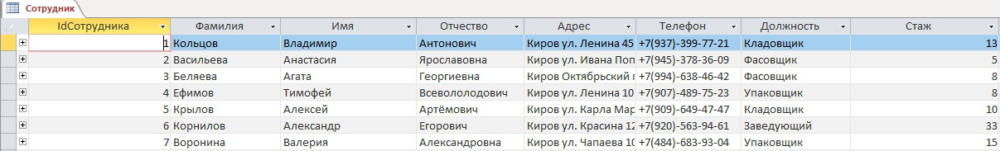 Сотрудник
IdСотрудника Фамилия Имя Отчество Адрес Телефон Должность Стаж
1 Кольцов Владимир Антонович Киров ул. Ленина 45 +7(937)-399-77-21 Кладовщик 13
2 Васильева Анастасия Ярославовна Киров ул. Ивана Поп +7(945)-378-36-09 Фасовщик 5
3 Беляева Агата Георгиевна Киров Октябрьский п +7(994)-638-46-42 Фасовщик 8
4 Ефимов Тимофей Всевололодович Киров ул. Ленина 10 +7(907)-489-75-23 Упаковщик 8
5 Крылов Алексей Артёмович Киров ул. Карла Мар +7(909)-649-47-47 Кладовщик 10
6 Корнилов Александр Егорович Киров ул. Красина 12 +7(920)-563-94-61 Заведующий 33
7 Воронина Валерия Александровна Киров ул. Чапаева 10 +7(484)-683-93-04 Упаковщик 15